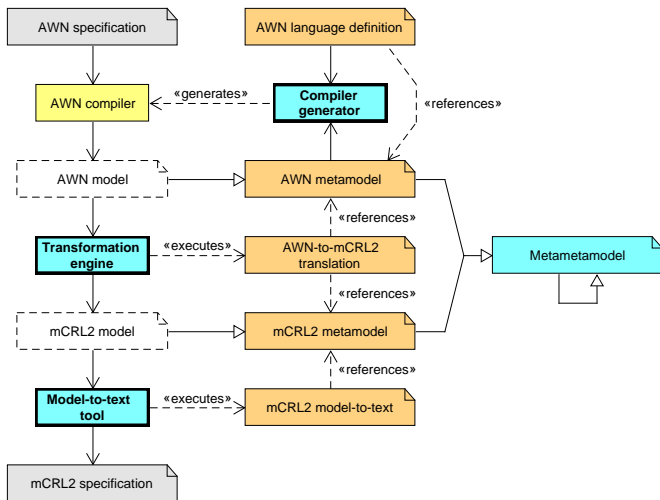 AWN specification
AWN language definition
AWN compiler
«generates»
Compiler
generator
«references»
AWN model
AWN metamodel
«references»
Transformation
engine
«executes»
AWN-to-mCRL2
translation
Metametamodel
«references»
mCRL2 model
mCRL2 metamodel
«references»
Model-to-text
tool
«executes»
mCRL2 model-to-text
mCRL2 specification